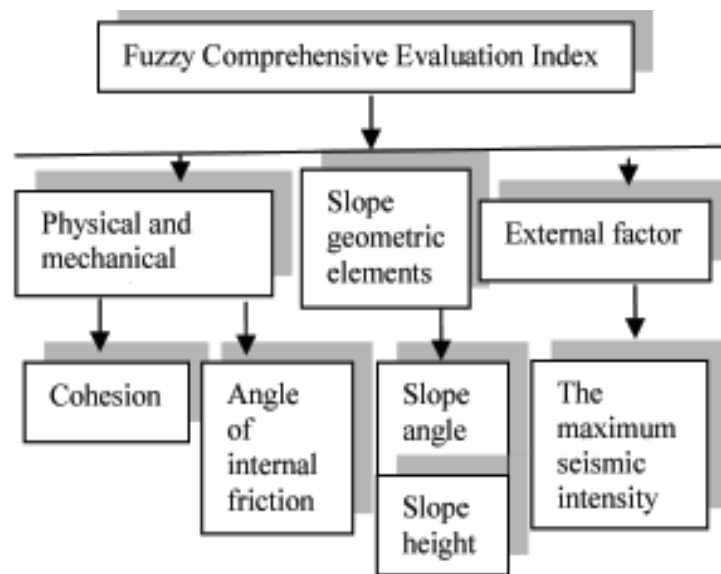 Fuzzy Comprehensive Evaluation Index
Physical and
mechanical
Slope
geometric
elements
External factor
Cohesion
Angle
of
internal
friction
Slope
angle
Slope
height
The
maximum
seismic
intensity